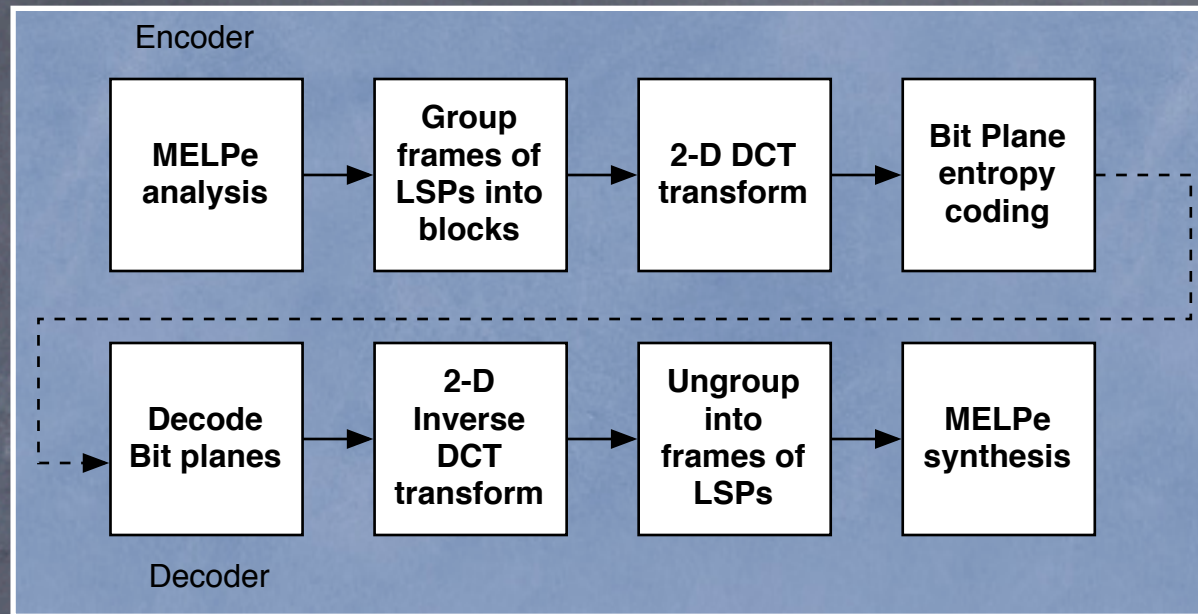 Encoder
MELPe
analysis
Group
frames of
LSPs into
blocks
2-D DCT
transform
Bit Plane
entropy
coding
Decode
Bit planes
2-D
Inverse
DCT
transform
Ungroup
into
frames of
LSPs
MELPe
synthesis
Decoder